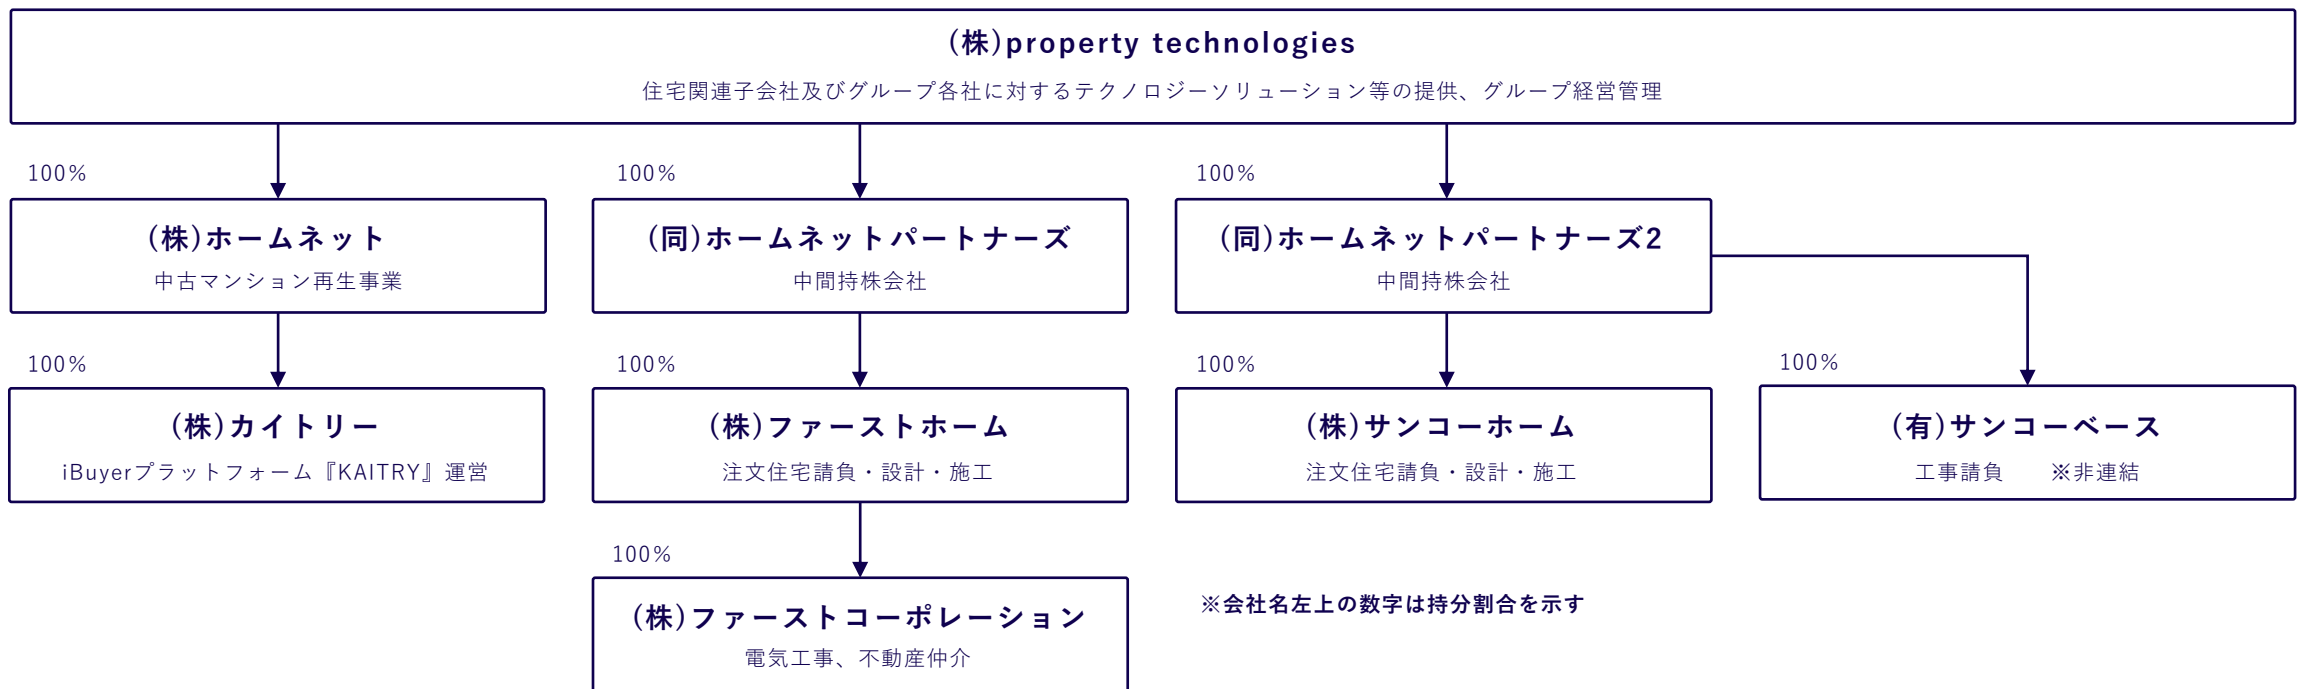 (株)property technologies
住宅関連子会社及びグループ各社に対するテクノロジーソリューション等の提供、グループ経営管理
100%
100%
100%
(株)ホームネット
中古マンション再生事業
(同)ホームネットパートナーズ
中間持株会社
(同)ホームネットパートナーズ2
中間持株会社
100%
100%
100%
100%
(株)カイトリー
iBuyerプラットフォーム『KAITRY』運営
(株)ファーストホーム
注文住宅請負・設計・施工
(株)サンコーホーム
注文住宅請負・設計・施工
(有)サンコーベース
工事請負　　※非連結
100%
(株)ファーストコーポレーション
電気工事、不動産仲介
※会社名左上の数字は持分割合を示す